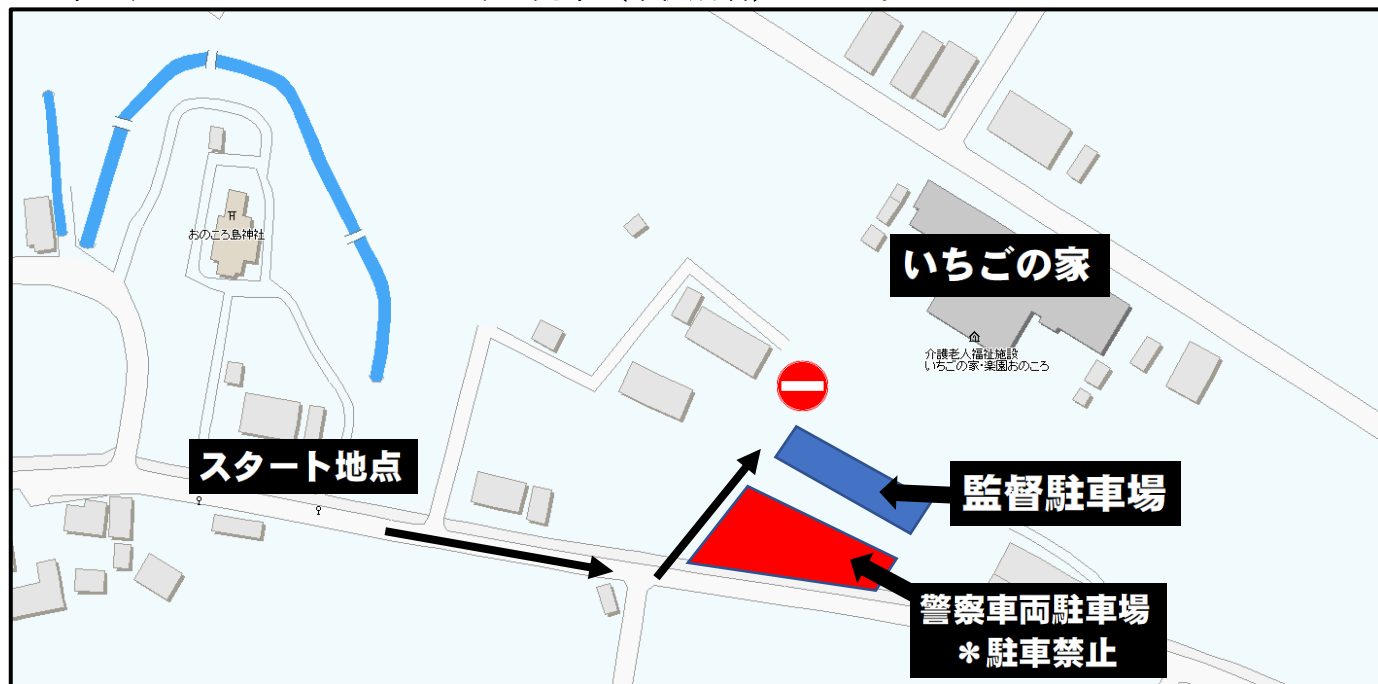 おのころ島神社
いちごの家
介護老人福祉施設
いちごの家・楽園おのころ
スタート地点
監督駐車場
警察車両駐車場
＊駐車禁止